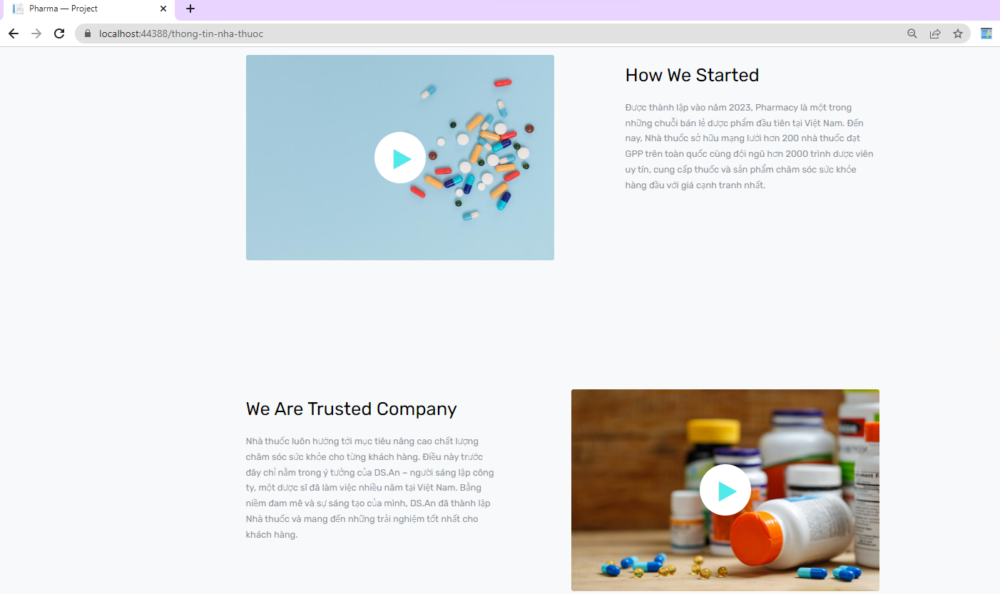 Pharma — Project
localhost:44388/thong-tin-nha-thuoc
How We Started
Được thành lập vào năm 2023, Pharmacy là một trong
những chuỗi bán lẻ dược phẩm đầu tiên tại Việt Nam. Đến
nay, Nhà thuốc sở hữu mạng lưới hơn 200 nhà thuốc đạt
GPP trên toàn quốc cùng đội ngũ hơn 2000 trình dược viên
uy tín, cung cấp thuốc và sản phẩm chăm sóc sức khỏe
hàng đầu với giá cạnh tranh nhất.
We Are Trusted Company
Nhà thuốc luôn hướng tới mục tiêu nâng cao chất lượng
chăm sóc sức khỏe cho từng khách hàng. Điều này trước
đây chỉ nằm trong ý tưởng của DS.An – người sáng lập công
ty, một dược sĩ đã làm việc nhiều năm tại Việt Nam. Bằng
niềm đam mê và sự sáng tạo của mình, DS.An đã thành lập
Nhà thuốc và mang đến những trải nghiệm tốt nhất cho
khách hàng.